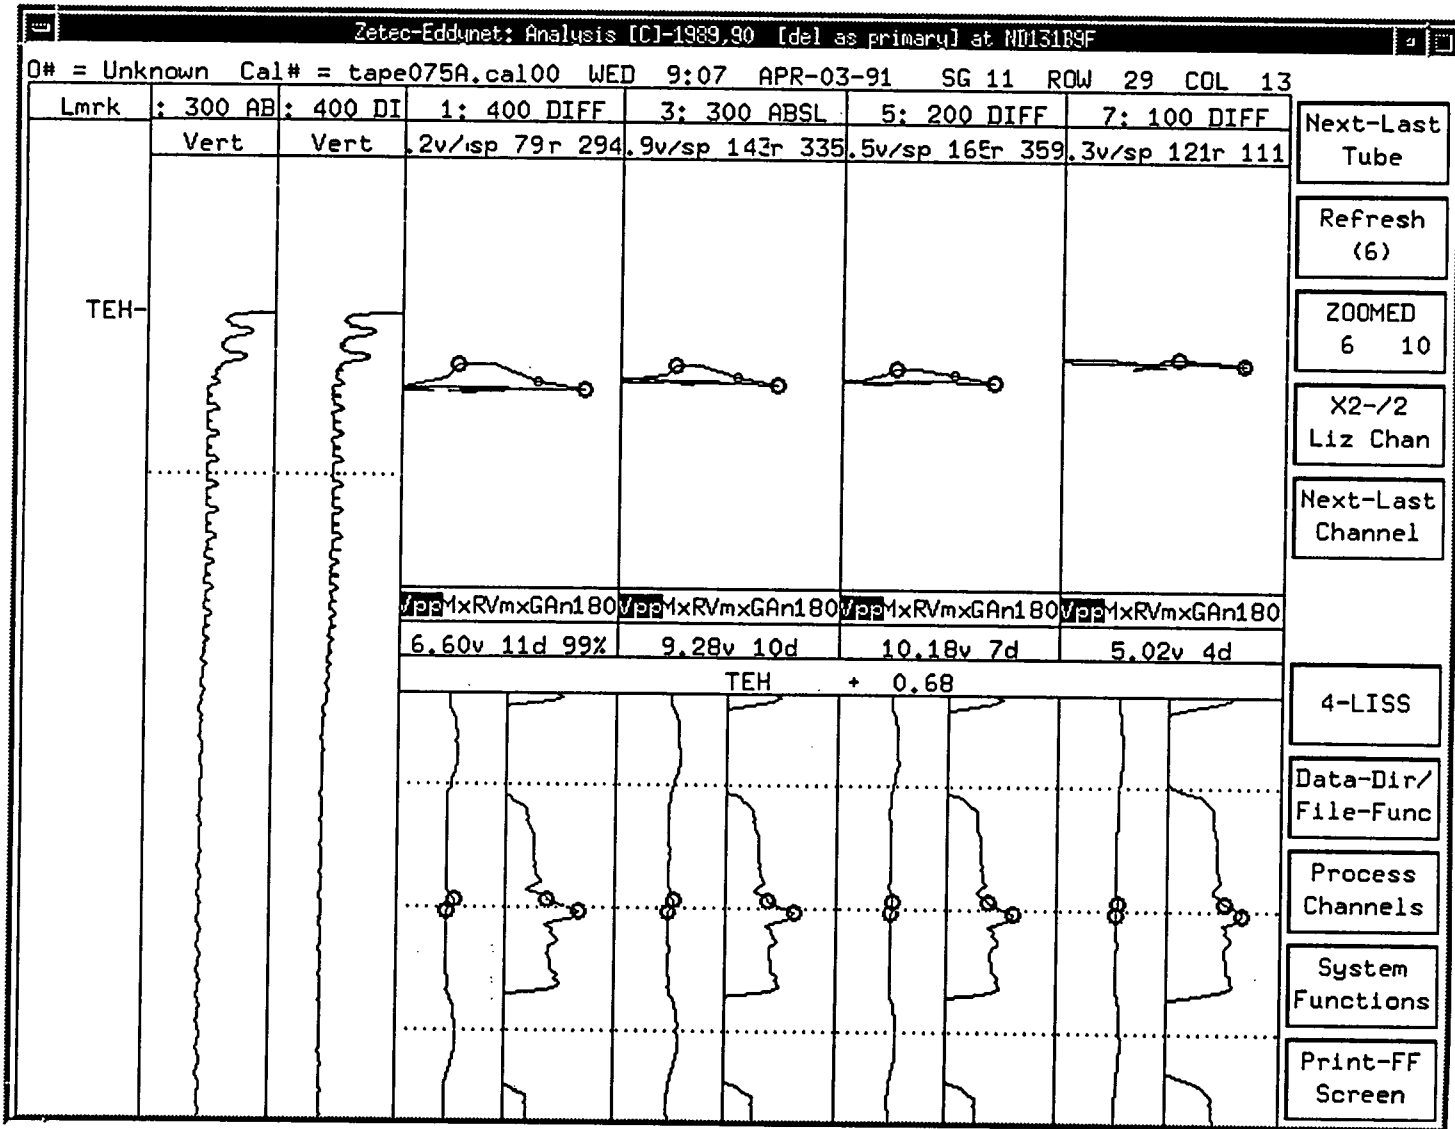 Zetec-Eddynet: Analysis [C]-1989,90 [del as primary] at ND131B9F
O# = Unknown Cal# = tape075A.cal00 WED 9:07 APR-03-91 SG 11 ROW 29 COL 13
Lmrk : 300 AB : 400 DI 1: 400 DIFF 3: 300 ABSL 5: 200 DIFF 7: 100 DIFF
Vert Vert .2v/sp 79r 294 .9v/sp 143r 335 .5v/sp 165r 359 .3v/sp 121r 111
TEH-
VppMxRVmxGAn180 VppMxRVmxGAn180 VppMxRVmxGAn180 VppMxRVmxGAn180
6.60v 11d 99% 9.28v 10d 10.18v 7d 5.02v 4d
TEH + 0.68
Next-Last
Tube
Refresh
(6)
ZOOMED
6 10
X2-/2
Liz Chan
Next-Last
Channel
4-LISS
Data-Dir/
File-Func
Process
Channels
System
Functions
Print-FF
Screen